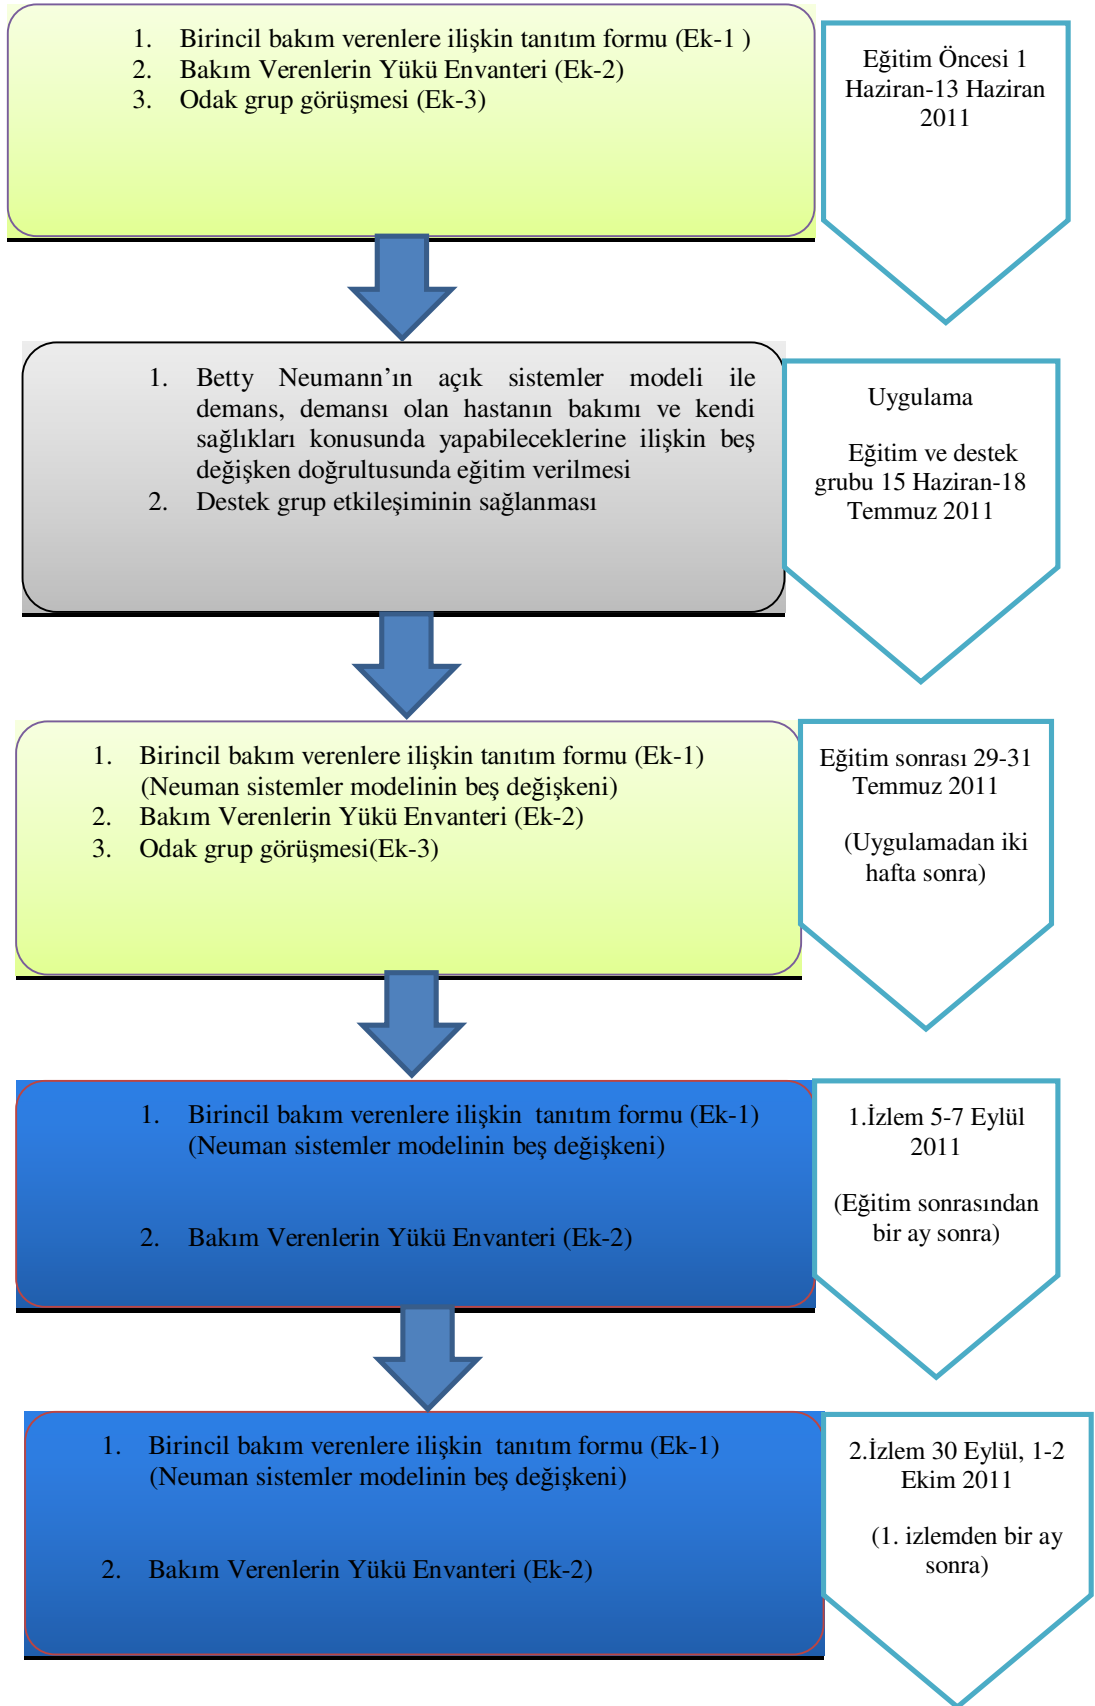 1. Birincil bakım verenlere ilişkin tanıtım formu (Ek-1 )
2. Bakım Verenlerin Yükü Envanteri (Ek-2)
3. Odak grup görüşmesi (Ek-3)
Eğitim Öncesi 1
Haziran-13 Haziran
2011
1. Betty Neumann’ın açık sistemler modeli ile
demans, demansı olan hastanın bakımı ve kendi
sağlıkları konusunda yapabileceklerine ilişkin beş
değişken doğrultusunda eğitim verilmesi
2. Destek grup etkileşiminin sağlanması
Uygulama
Eğitim ve destek
grubu 15 Haziran-18
Temmuz 2011
1. Birincil bakım verenlere ilişkin tanıtım formu (Ek-1)
(Neuman sistemler modelinin beş değişkeni)
2. Bakım Verenlerin Yükü Envanteri (Ek-2)
3. Odak grup görüşmesi(Ek-3)
Eğitim sonrası 29-31
Temmuz 2011
(Uygulamadan iki
hafta sonra)
1. Birincil bakım verenlere ilişkin tanıtım formu (Ek-1)
(Neuman sistemler modelinin beş değişkeni)
2. Bakım Verenlerin Yükü Envanteri (Ek-2)
1.İzlem 5-7 Eylül
2011
(Eğitim sonrasından
bir ay sonra)
1. Birincil bakım verenlere ilişkin tanıtım formu (Ek-1)
(Neuman sistemler modelinin beş değişkeni)
2. Bakım Verenlerin Yükü Envanteri (Ek-2)
2.İzlem 30 Eylül, 1-2
Ekim 2011
(1. izlemden bir ay
sonra)